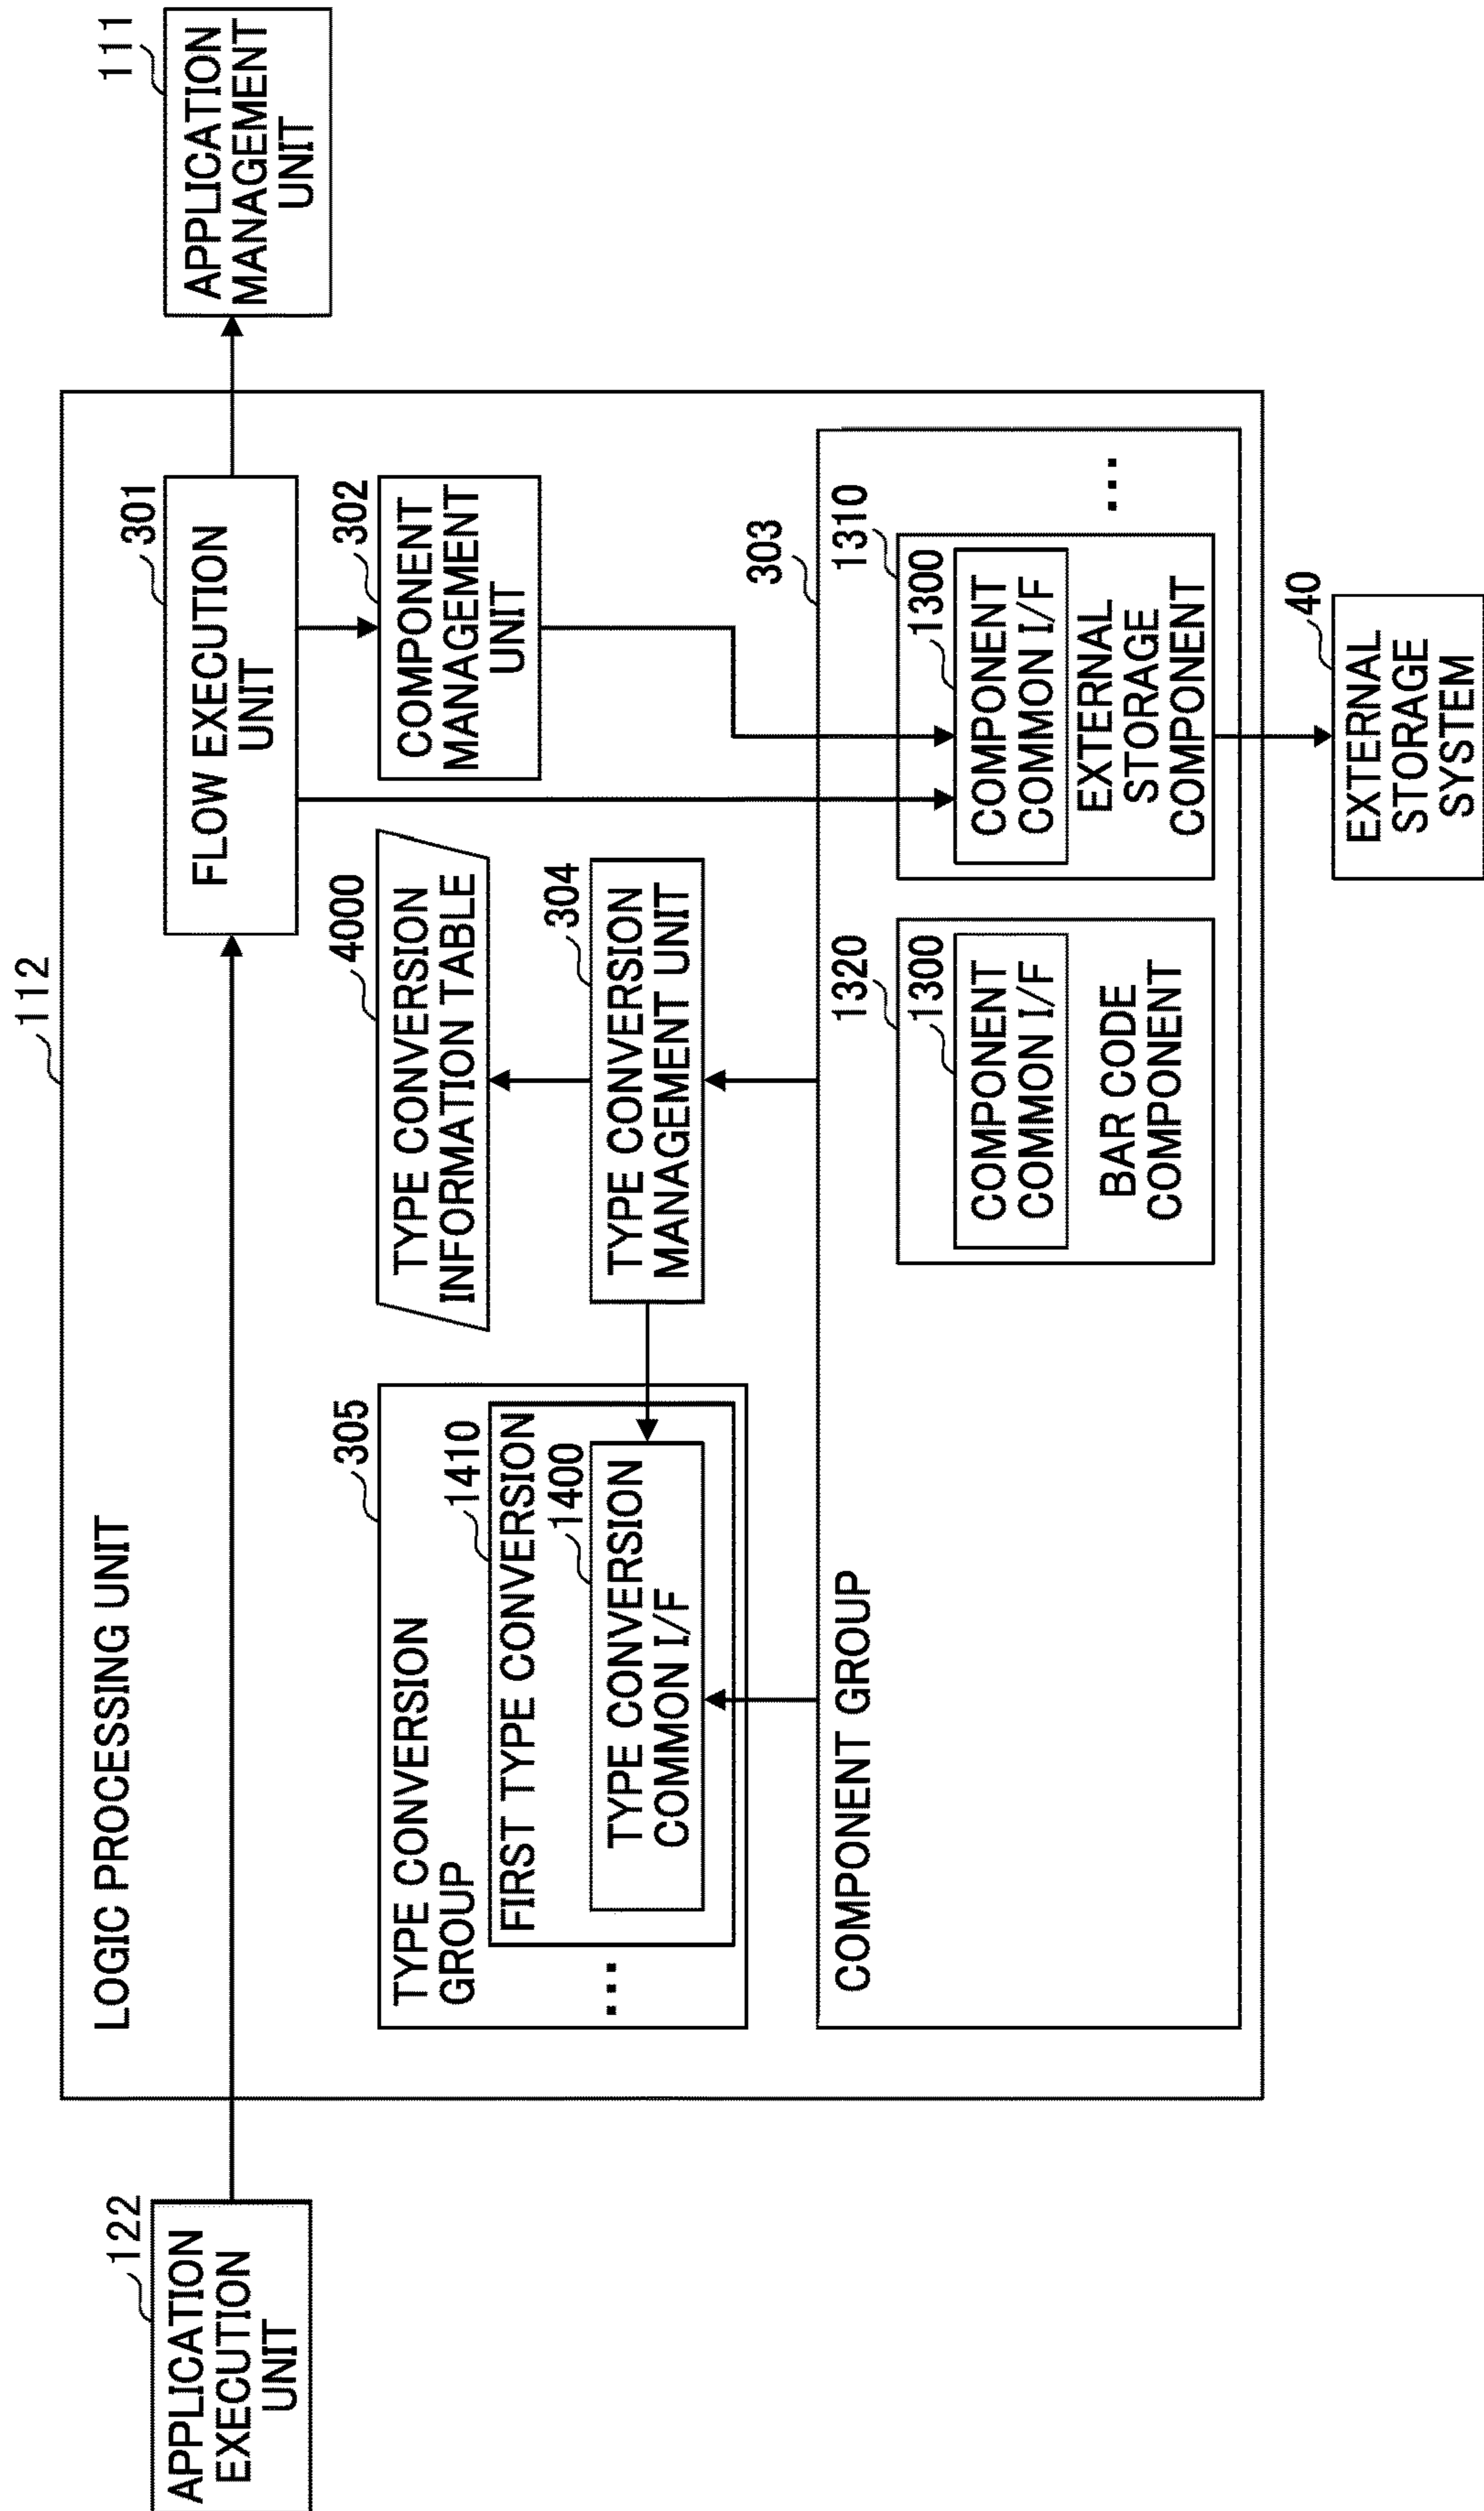 112
LOGIC PROCESSING UNIT
122
APPLICATION
EXECUTION
UNIT
301
FLOW EXECUTION
UNIT
111
APPLICATION
MANAGEMENT
UNIT
305
TYPE CONVERSION
GROUP
1410
FIRST TYPE CONVERSION
1400
TYPE CONVERSION
COMMON I/F
...
4000
TYPE CONVERSION
INFORMATION TABLE
304
TYPE CONVERSION
MANAGEMENT UNIT
302
COMPONENT
MANAGEMENT
UNIT
303
COMPONENT GROUP
1320
1300
COMPONENT
COMMON I/F
BAR CODE
COMPONENT
1310
1300
COMPONENT
COMMON I/F
EXTERNAL
STORAGE
COMPONENT
...
40
EXTERNAL
STORAGE
SYSTEM